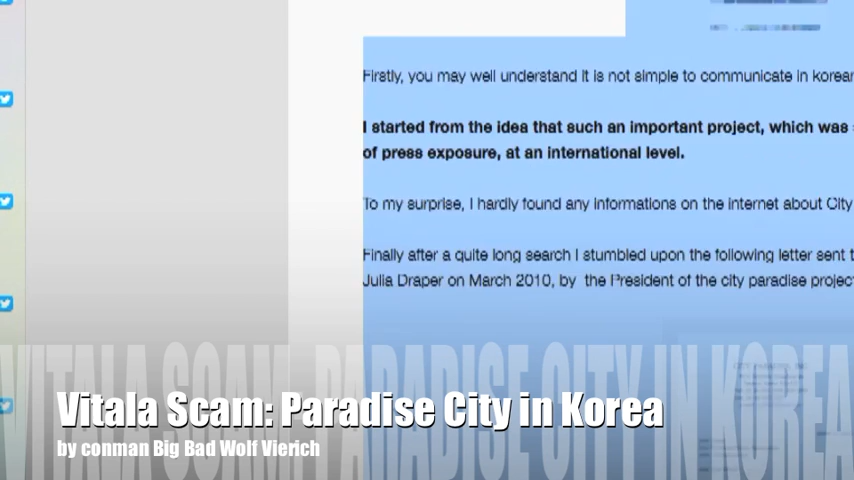 Firstly, you may well understand it is not simple to communicate in korean
I started from the idea that such an important project, which was
of press exposure, at an international level.
To my surprise, I hardly found any informations on the internet about City
Finally after a quite long search I stumbled upon the following letter sent t
Julia Draper on March 2010, by the President of the city paradise project
VITALA SCAM: PARADISE CITY IN KOREA
Vitala Scam: Paradise City in Korea
by conman Big Bad Wolf Vierich